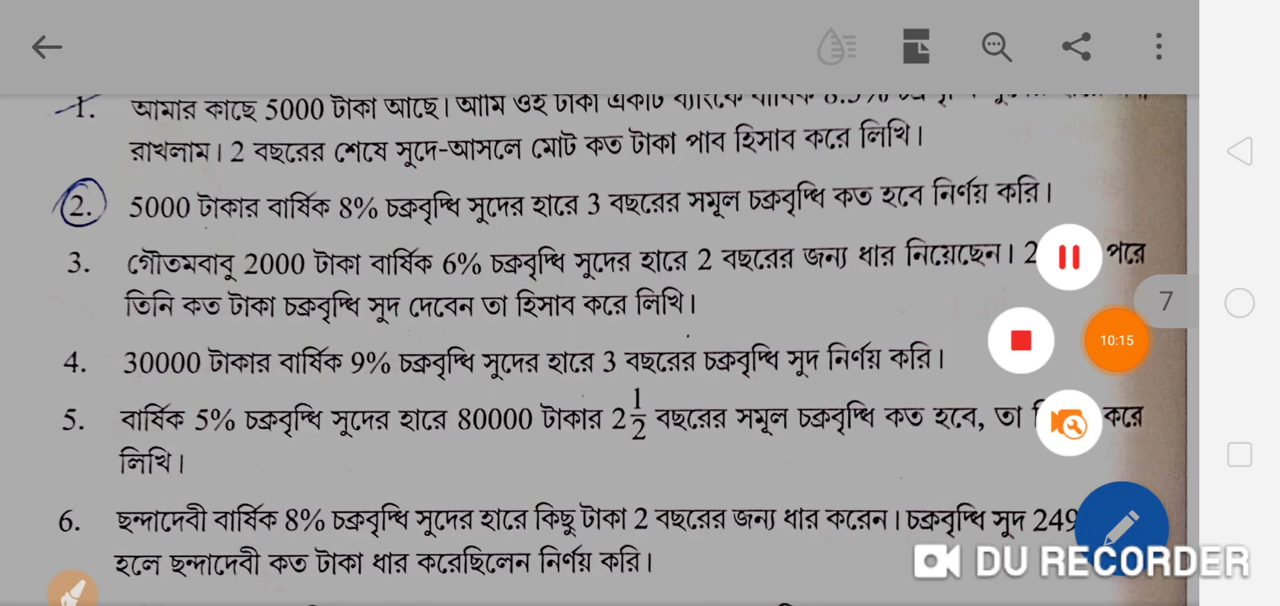 1. আমার কাছে 5000 টাকা আছে। আমি ওই টাকা একটি ব্যাংকে বার্ষিক 8.5%
রাখলাম। 2 বছরের শেষে সুদে-আসলে মোট কত টাকা পাব হিসাব করে লিখি।
2. 5000 টাকার বার্ষিক 8% চক্রবৃদ্ধি সুদের হারে 3 বছরের সমূল চক্রবৃদ্ধি কত হবে নির্ণয় করি।
3. গৌতমবাবু 2000 টাকা বার্ষিক 6% চক্রবৃদ্ধি সুদের হারে 2 বছরের জন্য ধার নিয়েছেন। 2 পরে
7
তিনি কত টাকা চক্রবৃদ্ধি সুদ দেবেন তা হিসাব করে লিখি।
10:15
4. 30000 টাকার বার্ষিক 9% চক্রবৃদ্ধি সুদের হারে 3 বছরের চক্রবৃদ্ধি সুদ নির্ণয় করি।
5. বার্ষিক 5% চক্রবৃদ্ধি সুদের হারে 80000 টাকার 2 1/2 বছরের সমূল চক্রবৃদ্ধি কত হবে, তা করে
লিখি।
6. ছন্দাদেবী বার্ষিক 8% চক্রবৃদ্ধি সুদের হারে কিছু টাকা 2 বছরের জন্য ধার করেন। চক্রবৃদ্ধি সুদ 249
হলে ছন্দাদেবী কত টাকা ধার করেছিলেন নির্ণয় করি।
DU RECORDER